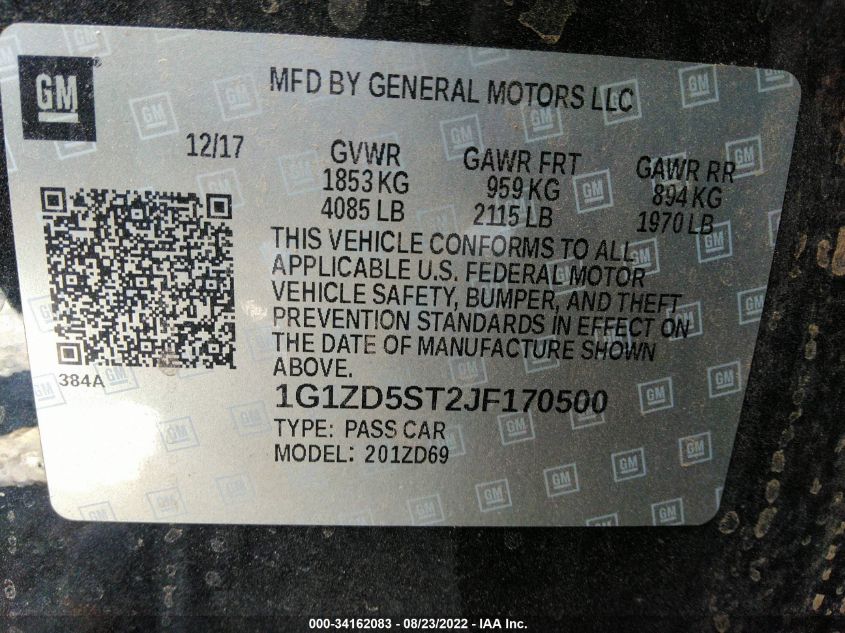 GM
MFD BY GENERAL MOTORS LLC
12/17 GVWR GAWR FRT GAWR RR
1853 KG 959 KG 894 KG
4085 LB 2115 LB 1970 LB
THIS VEHICLE CONFORMS TO ALL
APPLICABLE U.S. FEDERAL MOTOR
VEHICLE SAFETY, BUMPER, AND THEFT
PREVENTION STANDARDS IN EFFECT ON
THE DATE OF MANUFACTURE SHOWN
ABOVE.
384A
1G1ZD5ST2JF170500
TYPE: PASS CAR
MODEL: 201ZD69
000-34162083 - 08/23/2022 - IAA Inc.